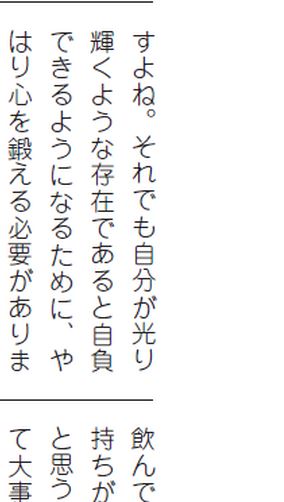 すよね。それでも自分が光り
輝くような存在であると自負
できるようになるために、や
はり心を鍛える必要がありま
飲んで
持ちが
と思う
て大事